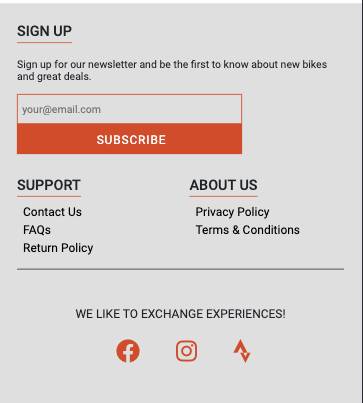 SIGN UP
Sign up for our newsletter and be the first to know about new bikes
and great deals.
your@email.com
SUBSCRIBE
SUPPORT
Contact Us
FAQs
Return Policy
ABOUT US
Privacy Policy
Terms & Conditions
WE LIKE TO EXCHANGE EXPERIENCES!